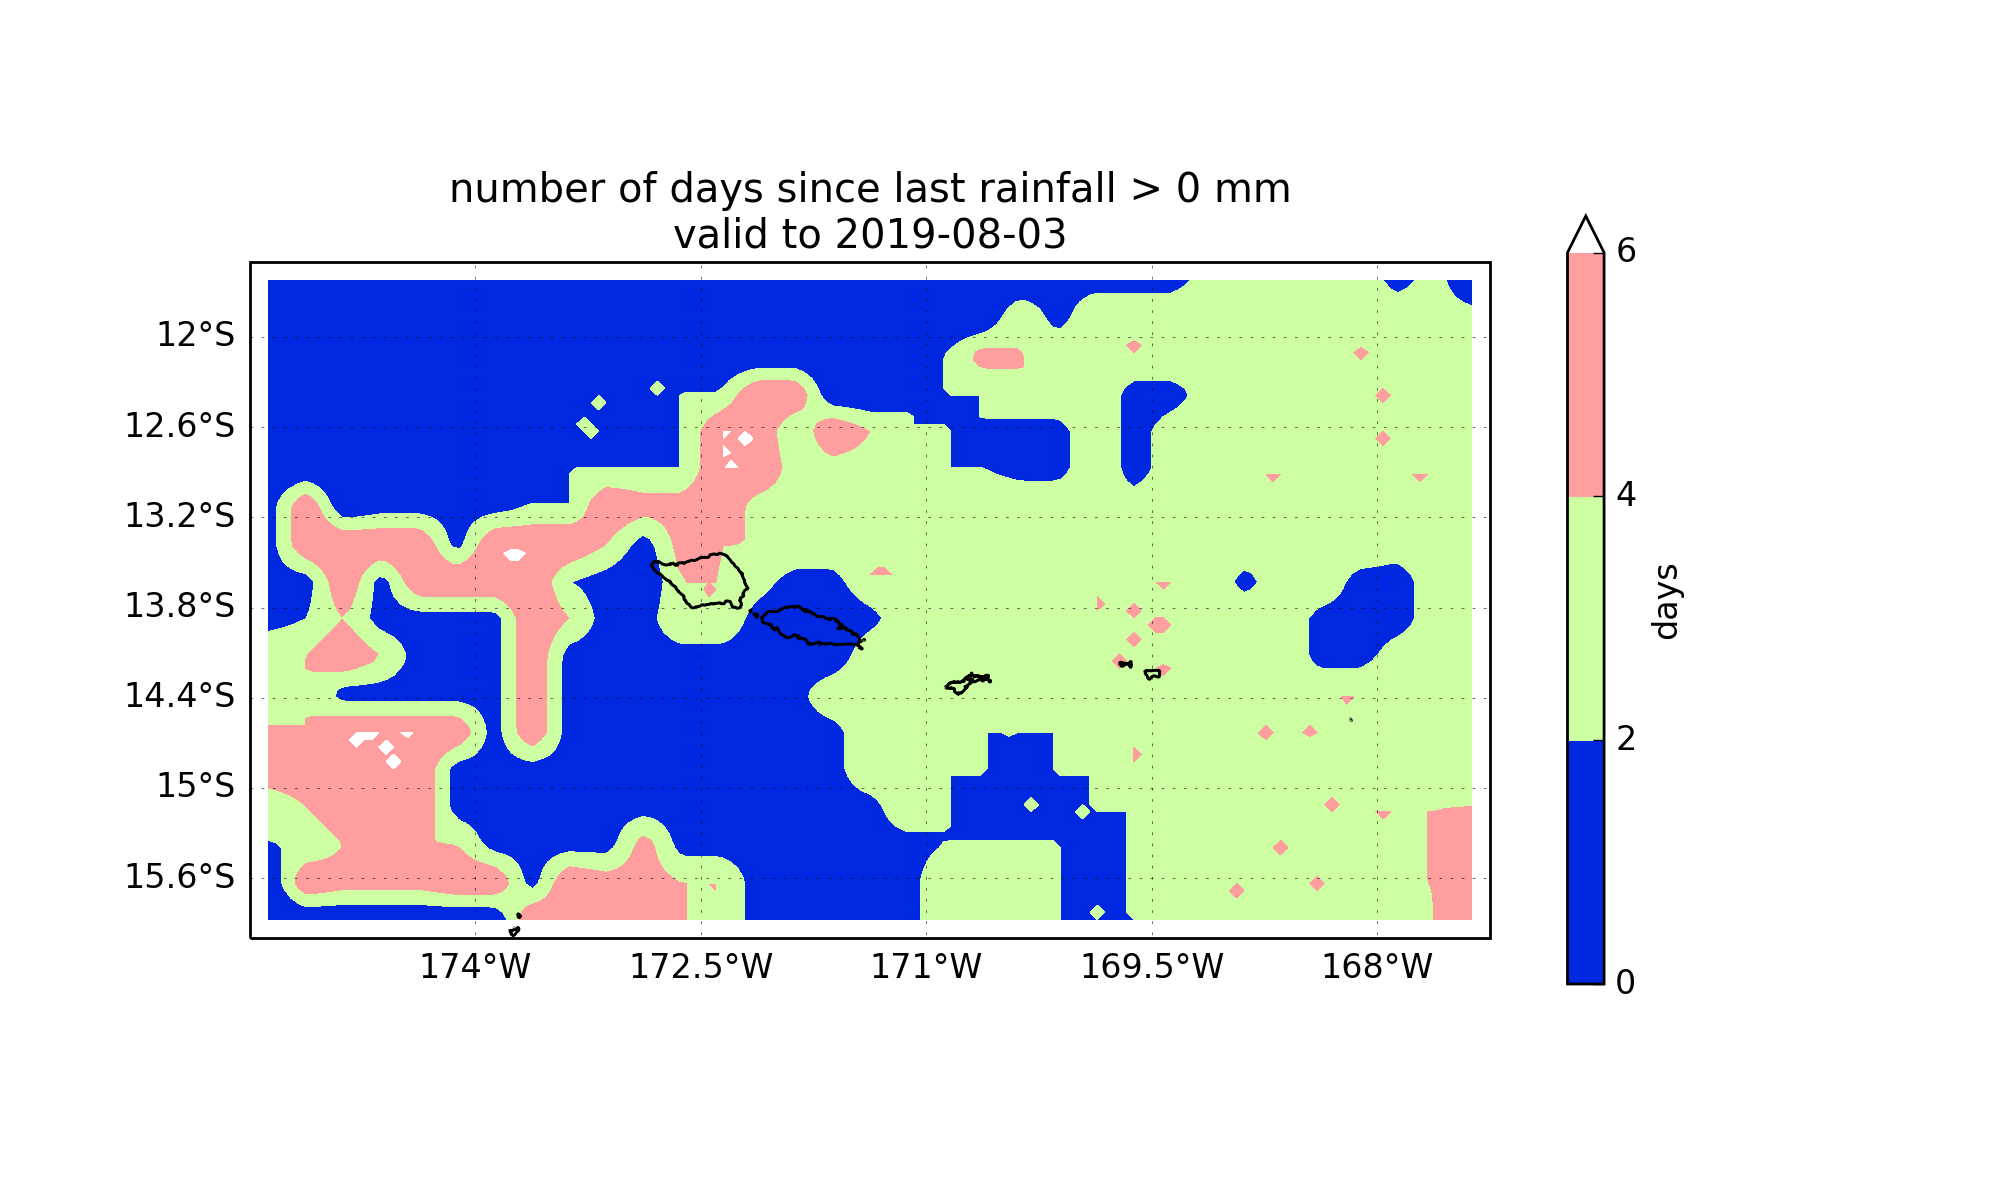 number of days since last rainfall > 0 mm
valid to 2019-08-03
12°S
12.6°S
13.2°S
13.8°S
14.4°S
15°S
15.6°S
174°W
172.5°W
171°W
169.5°W
168°W
6
4
2
0
days